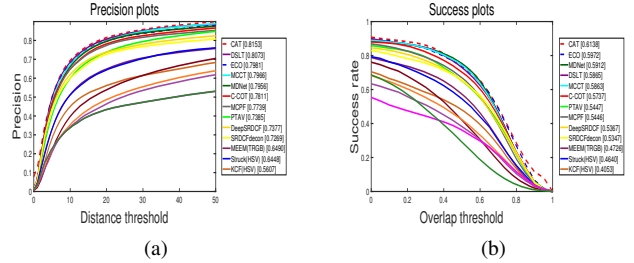 Precision plots
Precision
0.8
0.7
0.6
0.5
0.4
0.3
0.2
0.1
0
0 10 20 30 40 50
Distance threshold
CAT [0.8153]
DSLT [0.8073]
ECO [0.7981]
MCCT [0.7966]
MDNet [0.7956]
C-COT [0.7811]
MCPF [0.7739]
PTAV [0.7385]
DeepSRDCF [0.7377]
SRDCFdecon [0.7269]
MEEM(TRGB) [0.6490]
Struck(HSV) [0.6448]
KCF(HSV) [0.5607]
(a)
Success plots
Success rate
1
0.8
0.6
0.4
0.2
0
0 0.2 0.4 0.6 0.8 1
Overlap threshold
CAT [0.6138]
ECO [0.5972]
MDNet [0.5912]
DSLT [0.5865]
MCCT [0.5863]
C-COT [0.5737]
PTAV [0.5447]
MCPF [0.5446]
DeepSRDCF [0.5367]
SRDCFdecon [0.5347]
MEEM(TRGB) [0.4726]
Struck(HSV) [0.4640]
KCF(HSV) [0.4053]
(b)